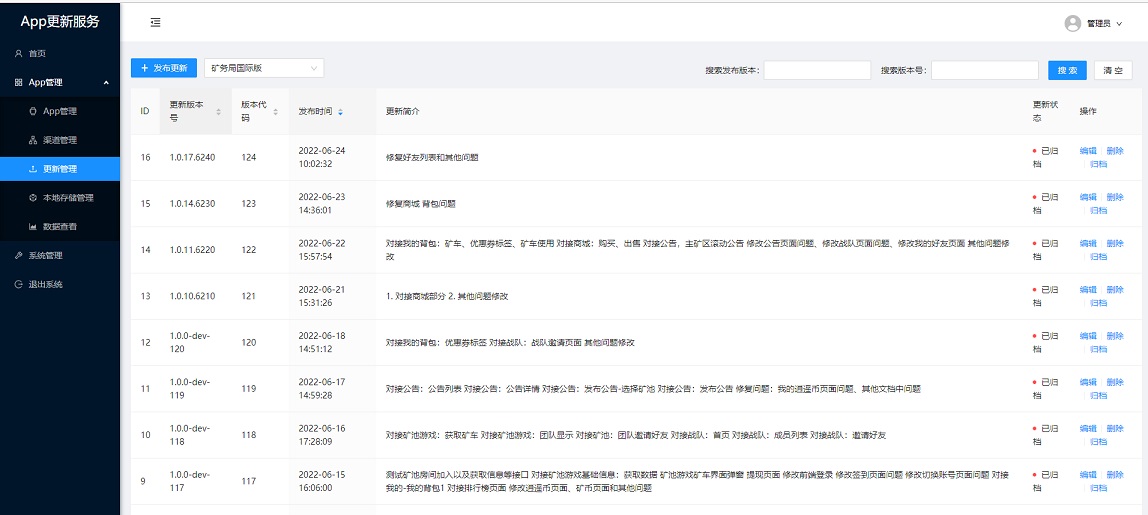 App更新服务
管理员
首页
App管理
App管理
渠道管理
更新管理
本地存储管理
数据查看
系统管理
退出系统
发布更新 矿务局国际版 搜索发布版本： 搜索版本号： 搜 索 清 空
ID 更新版本号 版本代码 发布时间 更新简介 更新状态 操作
16 1.0.17.6240 124 2022-06-24 10:02:32 修复好友列表和其他问题 已归档 编辑 删除 归档
15 1.0.14.6230 123 2022-06-23 14:36:01 修复商城 背包问题 已归档 编辑 删除 归档
14 1.0.11.6220 122 2022-06-22 15:57:54 对接我的背包：矿车、优惠券标签、矿车使用 对接商城：购买、出售 对接公告，主矿区滚动公告 修改公告页面问题、修改战队页面问题、修改我的好友页面 其他问题修改 已归档 编辑 删除 归档
13 1.0.10.6210 121 2022-06-21 15:31:26 1. 对接商城部分 2. 其他问题修改 已归档 编辑 删除 归档
12 1.0.0-dev-120 120 2022-06-18 14:51:12 对接我的背包：优惠券标签 对接战队：战队邀请页面 其他问题修改 已归档 编辑 删除 归档
11 1.0.0-dev-119 119 2022-06-17 14:59:28 对接公告：公告列表 对接公告：公告详情 对接公告：发布公告-选择矿池 对接公告：发布公告 修复问题：我的逍遥币页面问题、其他文档中问题 已归档 编辑 删除 归档
10 1.0.0-dev-118 118 2022-06-16 17:28:09 对接矿池游戏：获取矿车 对接矿池游戏：团队显示 对接矿池：团队邀请好友 对接战队：首页 对接战队：成员列表 对接战队：邀请好友 已归档 编辑 删除 归档
9 1.0.0-dev-117 117 2022-06-15 16:06:00 测试矿池房间加入以及获取信息等接口 对接矿池游戏基础信息：获取数据 矿池游戏矿车界面弹窗 提现页面 修改前端登录 修改签到页面问题 修改切换账号页面问题 对接我的-我的背包1 对接排行榜页面 修改逍遥币页面、矿币页面和其他问题 已归档 编辑 删除 归档